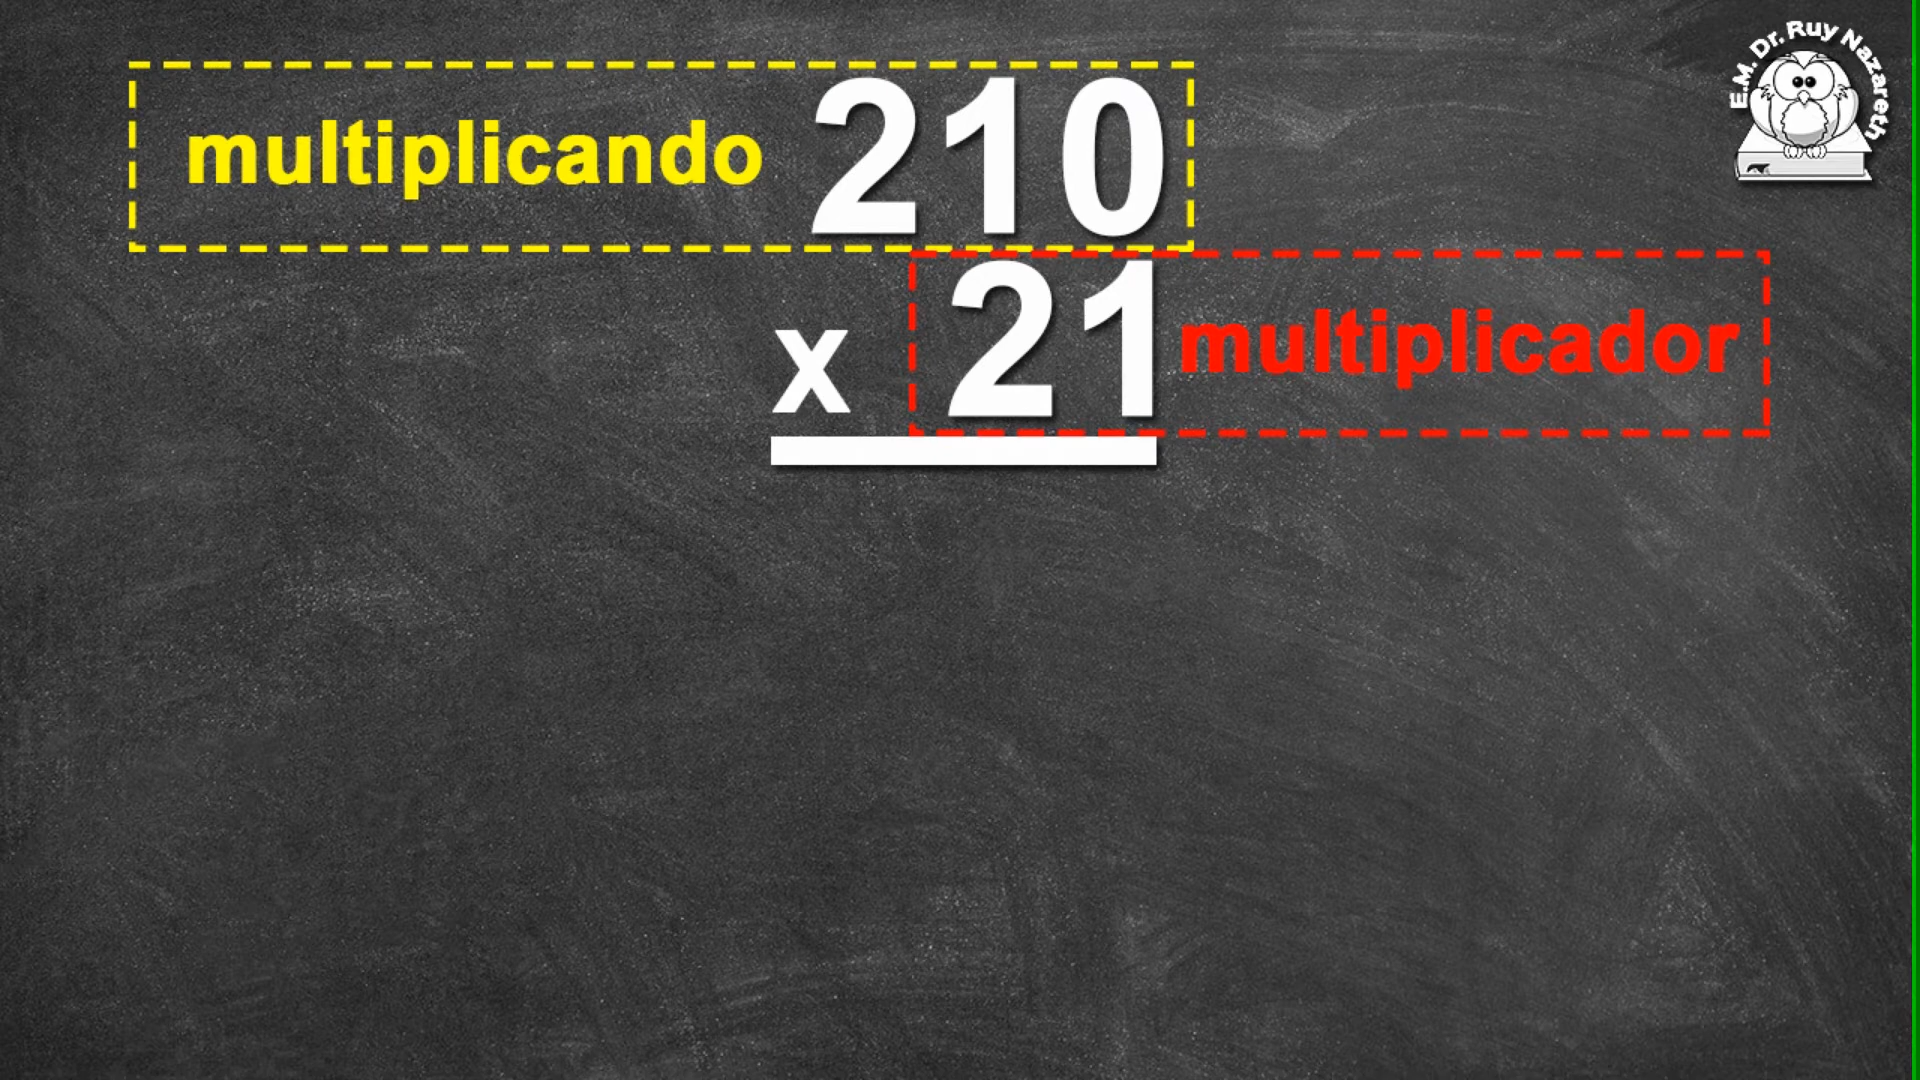 E.M. Dr. Ruy Nazareth
multiplicando 210
x 21 multiplicador